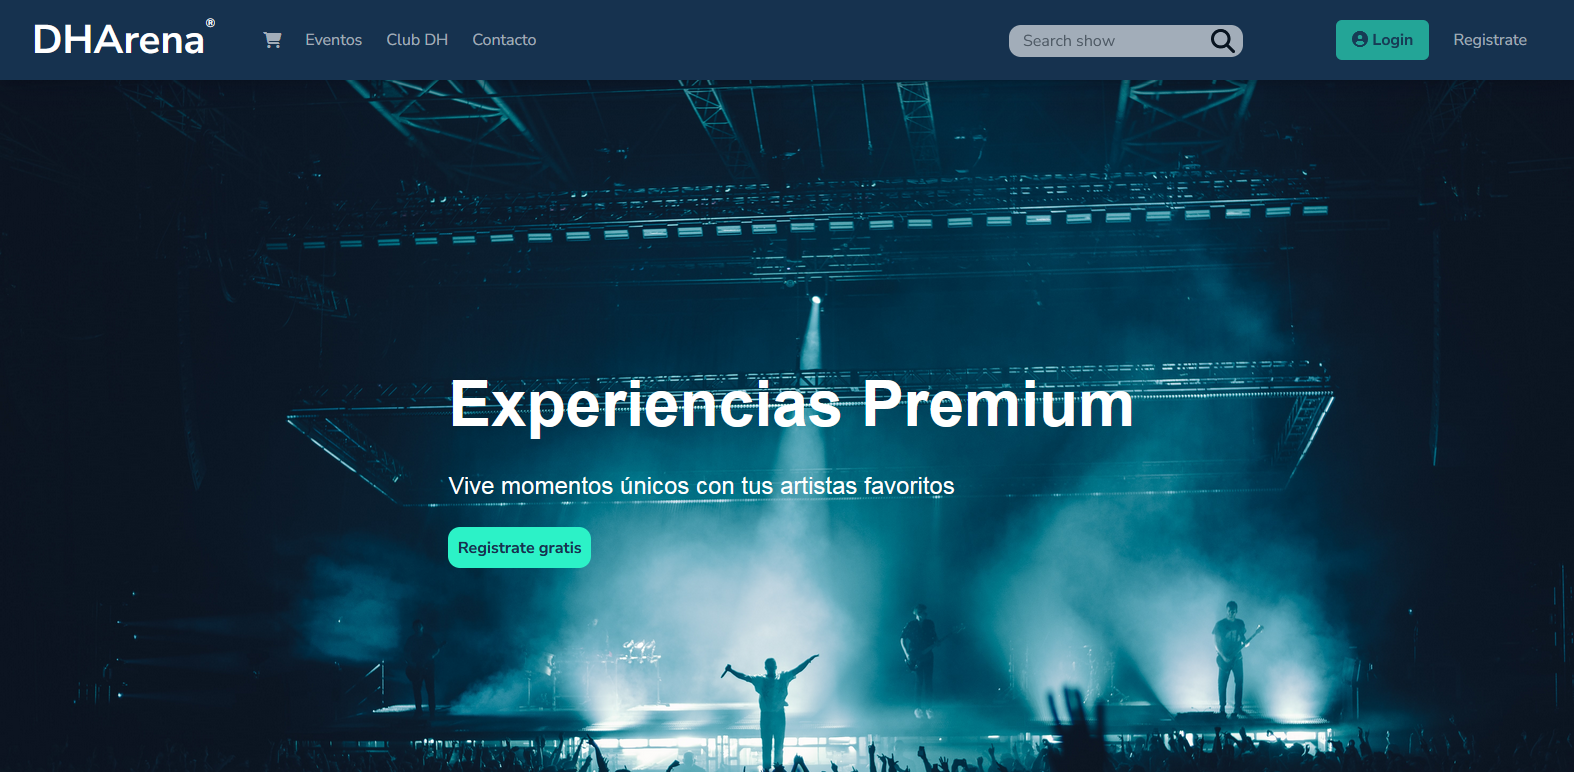 DHArena®
Eventos
Club DH
Contacto
Search show
Login
Registrate
Experiencias Premium
Vive momentos únicos con tus artistas favoritos
Registrate gratis